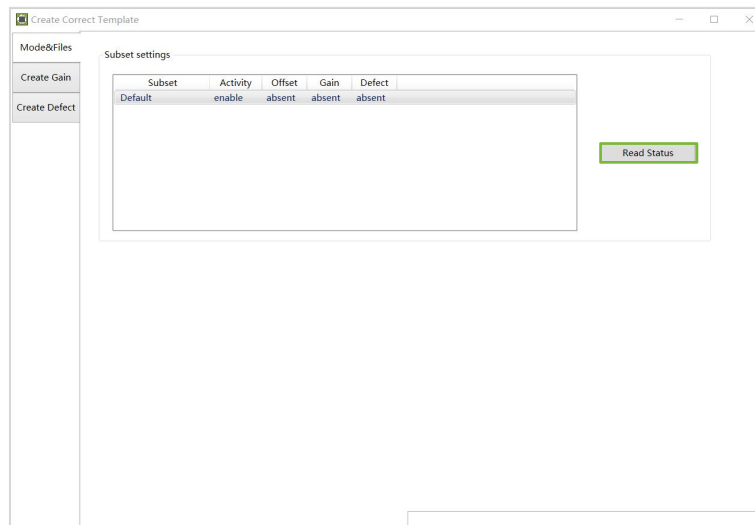 Create Correct Template
Mode&Files
Create Gain
Create Defect
Subset settings
Subset Activity Offset Gain Defect
Default enable absent absent absent
Read Status